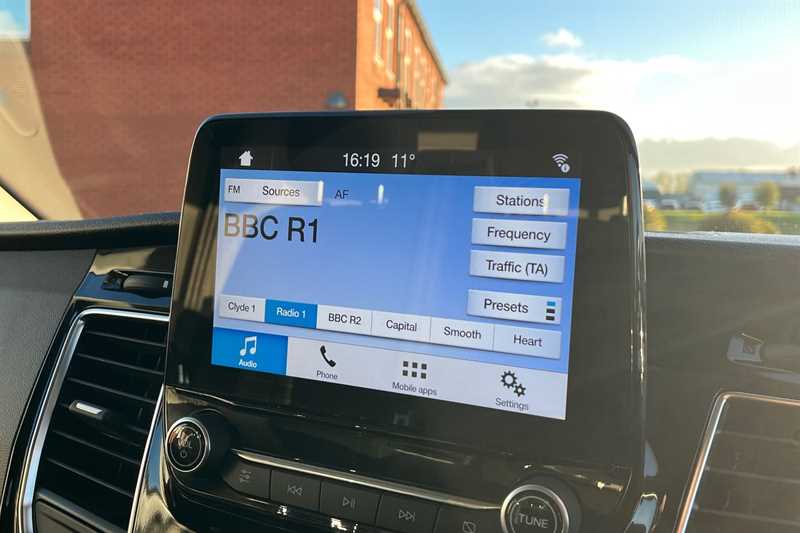 16:19 11°
FM Sources AF
BBC R1
Stations
Frequency
Traffic (TA)
Presets
Clyde 1 Radio 1 BBC R2 Capital Smooth Heart
Audio Phone Mobile apps Settings
VOL
TUNE